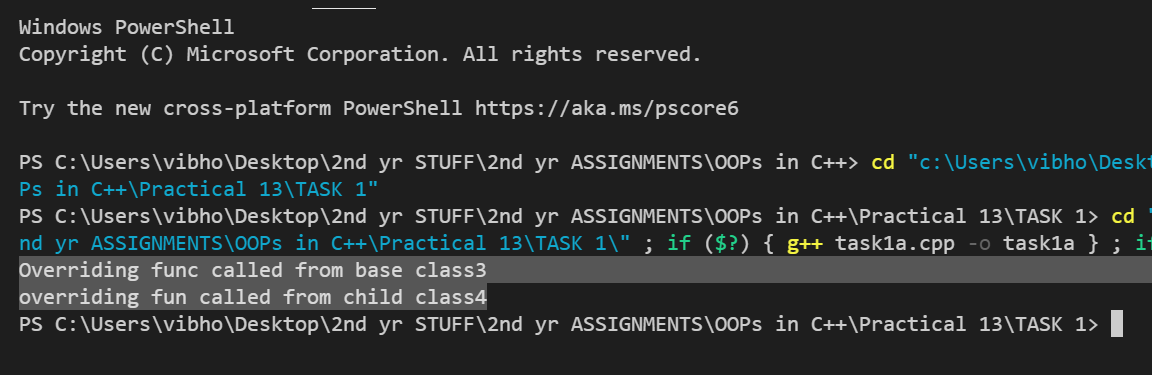 Windows PowerShell
Copyright (C) Microsoft Corporation. All rights reserved.
Try the new cross-platform PowerShell https://aka.ms/pscore6
PS C:\Users\vibho\Desktop\2nd yr STUFF\2nd yr ASSIGNMENTS\OOPs in C++> cd "c:\Users\vibho\Deskt
Ps in C++\Practical 13\TASK 1"
PS C:\Users\vibho\Desktop\2nd yr STUFF\2nd yr ASSIGNMENTS\OOPs in C++\Practical 13\TASK 1> cd "
nd yr ASSIGNMENTS\OOPs in C++\Practical 13\TASK 1\" ; if ($?) { g++ task1a.cpp -o task1a } ; if
Overriding func called from base class3
overriding fun called from child class4
PS C:\Users\vibho\Desktop\2nd yr STUFF\2nd yr ASSIGNMENTS\OOPs in C++\Practical 13\TASK 1>